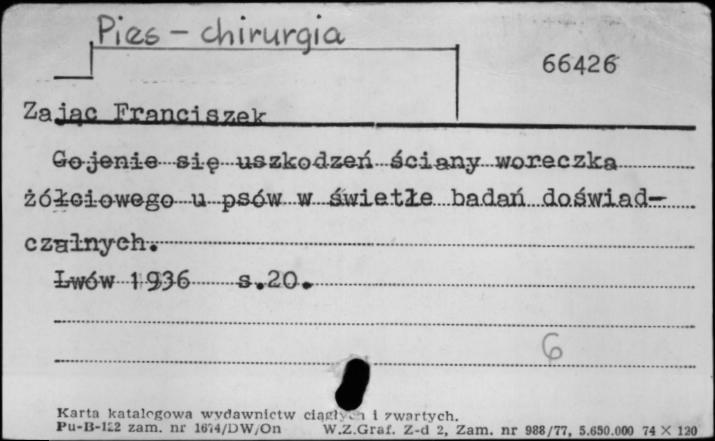 Pies - chirurgia
66426
Zając Franciszek
Gojenie się uszkodzeń ściany woreczka
żółciowego u psów w świetle badań doświad-
czalnych.
Lwów 1936 s.20.
6
Karta katalogowa wydawnictw ciągłych i zwartych.
Pu-B-122 zam. nr 1674/DW/On W.Z.Graf. Z-d 2, Zam. nr 988/77, 5.650.000 74 × 120